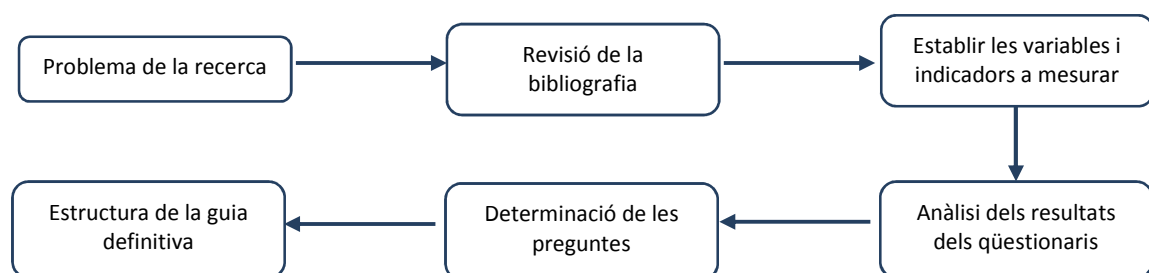 Problema de la recerca
Revisió de la
bibliografia
Establir les variables i
indicadors a mesurar
Anàlisi dels resultats
dels qüestionaris
Determinació de les
preguntes
Estructura de la guia
definitiva